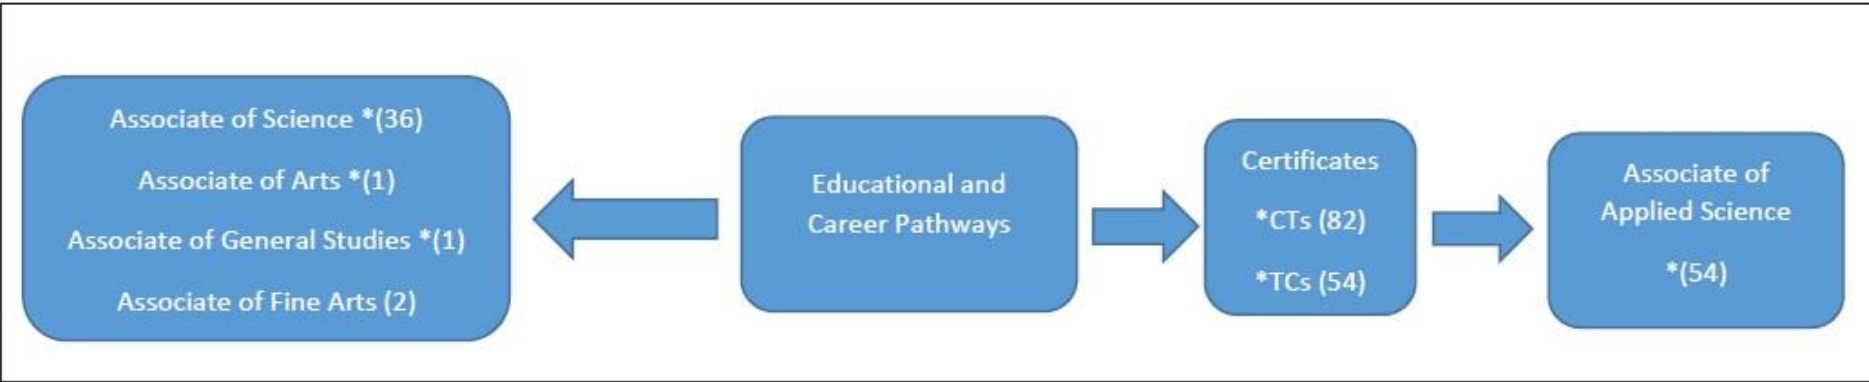 Associate of Science *(36)
Associate of Arts *(1)
Associate of General Studies *(1)
Associate of Fine Arts (2)
Educational and
Career Pathways
Certificates
*CTs (82)
*TCs (54)
Associate of
Applied Science
*(54)